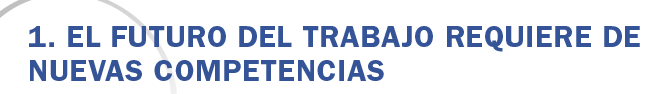 1. EL FUTURO DEL TRABAJO REQUIERE DE
NUEVAS COMPETENCIAS